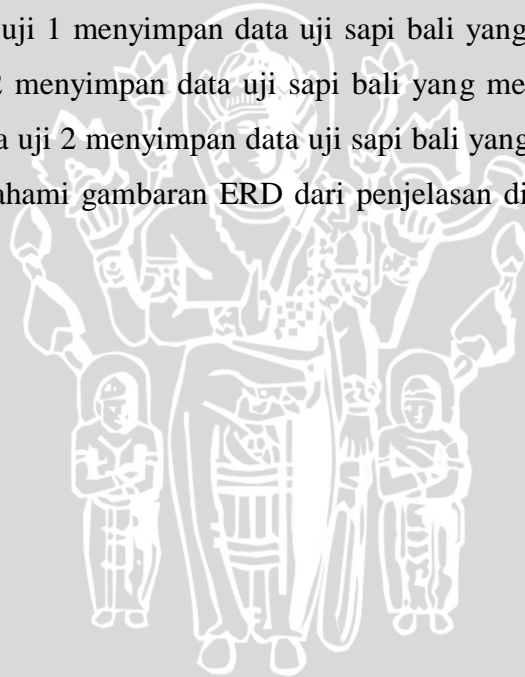 uji 1 menyimpan data uji sapi bali yang
2 menyimpan data uji sapi bali yang me
a uji 2 menyimpan data uji sapi bali yang
ahami gambaran ERD dari penjelasan di